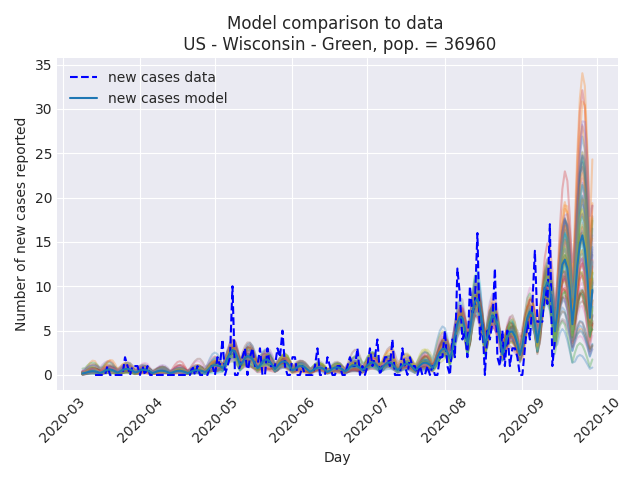 Model comparison to data
US - Wisconsin - Green, pop. = 36960
new cases data
new cases model
Number of new cases reported
35
30
25
20
15
10
5
0
2020-03
2020-04
2020-05
2020-06
2020-07
2020-08
2020-09
2020-10
Day